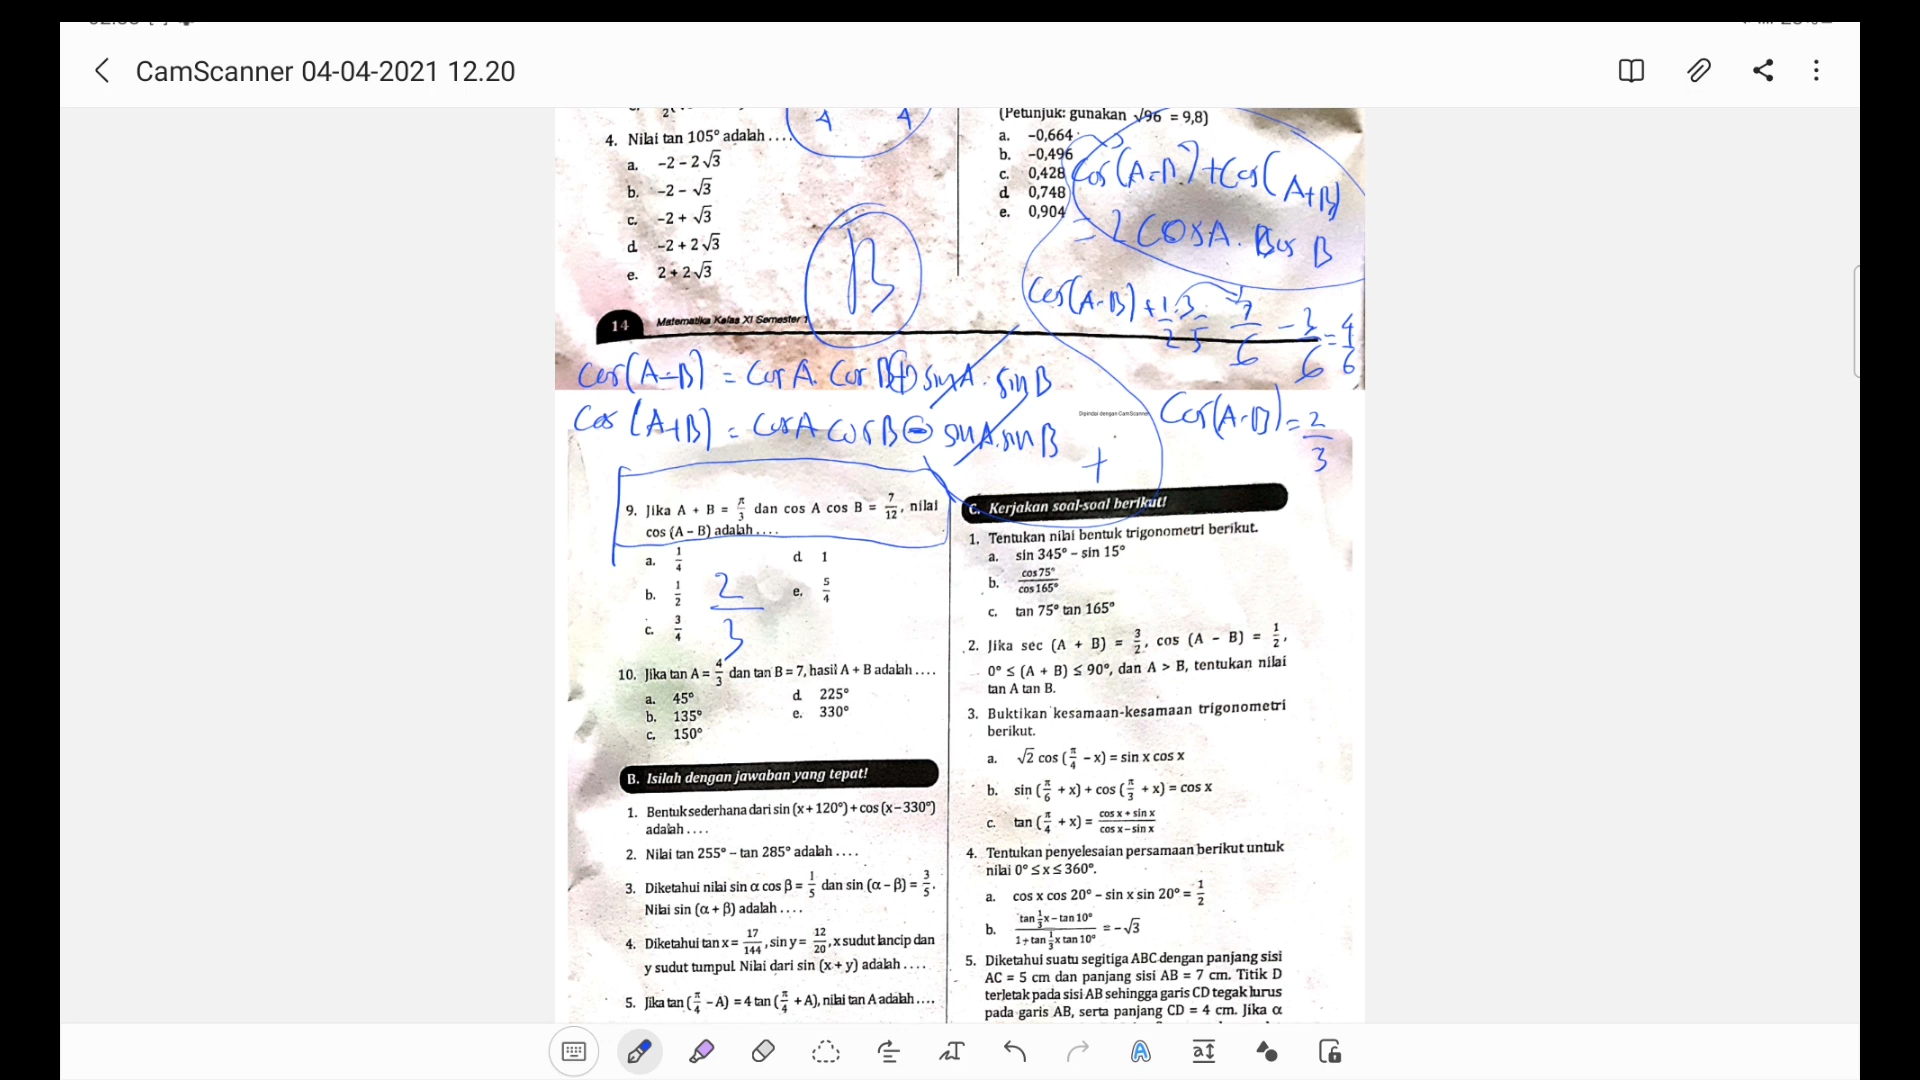 CamScanner 04-04-2021 12.20
4. Nilai tan 105° adalah . . . .
a. -2 - 2√3
b. -2 - √3
c. -2 + √3
d. -2 + 2√3
e. 2 + 2√3
14 Matematika Kelas XI Semester 1
(Petunjuk: gunakan √96 = 9,8)
a. -0,664
b. -0,496
c. 0,428
d. 0,748
e. 0,904
A A
B
Cos(A+B)
= 2 COSA. B
Cos(A-B) +
7/6 - 3/6 = 4/6
Cos(A-B) = 2/3
Cos(A-B) = Cos A. Cos B + sin A. sin B
Cos (A+B) = Cos A Cos B - sin A. sin B
+
Dipindai dengan CamScanner
9. Jika A + B = π/3 dan cos A cos B = 7/12, nilai
cos (A - B) adalah . . . .
a. 1/4 d. 1
b. 1/2 e. 5/4
c. 3/4
2/3
10. Jika tan A = 4/3 dan tan B = 7, hasil A + B adalah . . . .
a. 45° d. 225°
b. 135° e. 330°
c. 150°
B. Isilah dengan jawaban yang tepat!
1. Bentuk sederhana dari sin (x + 120°) + cos (x - 330°)
adalah . . . .
2. Nilai tan 255° - tan 285° adalah . . . .
3. Diketahui nilai sin α cos β = 1/5 dan sin (α - β) = 3/5.
Nilai sin (α + β) adalah . . . .
4. Diketahui tan x = 17/144, sin y = 12/20, x sudut lancip dan
y sudut tumpul. Nilai dari sin (x + y) adalah . . . .
5. Jika tan (π/4 - A) = 4 tan (π/4 + A), nilai tan A adalah . . . .
C. Kerjakan soal-soal berikut!
1. Tentukan nilai bentuk trigonometri berikut.
a. sin 345° - sin 15°
b. cos 75°/cos 165°
c. tan 75° tan 165°
2. Jika sec (A + B) = 3/2, cos (A - B) = 1/2,
0° ≤ (A + B) ≤ 90°, dan A > B, tentukan nilai
tan A tan B.
3. Buktikan kesamaan-kesamaan trigonometri
berikut.
a. √2 cos (π/4 - x) = sin x cos x
b. sin (π/6 + x) + cos (π/3 + x) = cos x
c. tan (π/4 + x) = cos x + sin x/cos x - sin x
4. Tentukan penyelesaian persamaan berikut untuk
nilai 0° ≤ x ≤ 360°.
a. cos x cos 20° - sin x sin 20° = 1/2
b. tan 1/3 x - tan 10°/1 + tan 1/3 x tan 10° = -√3
5. Diketahui suatu segitiga ABC dengan panjang sisi
AC = 5 cm dan panjang sisi AB = 7 cm. Titik D
terletak pada sisi AB sehingga garis CD tegak lurus
pada garis AB, serta panjang CD = 4 cm. Jika α